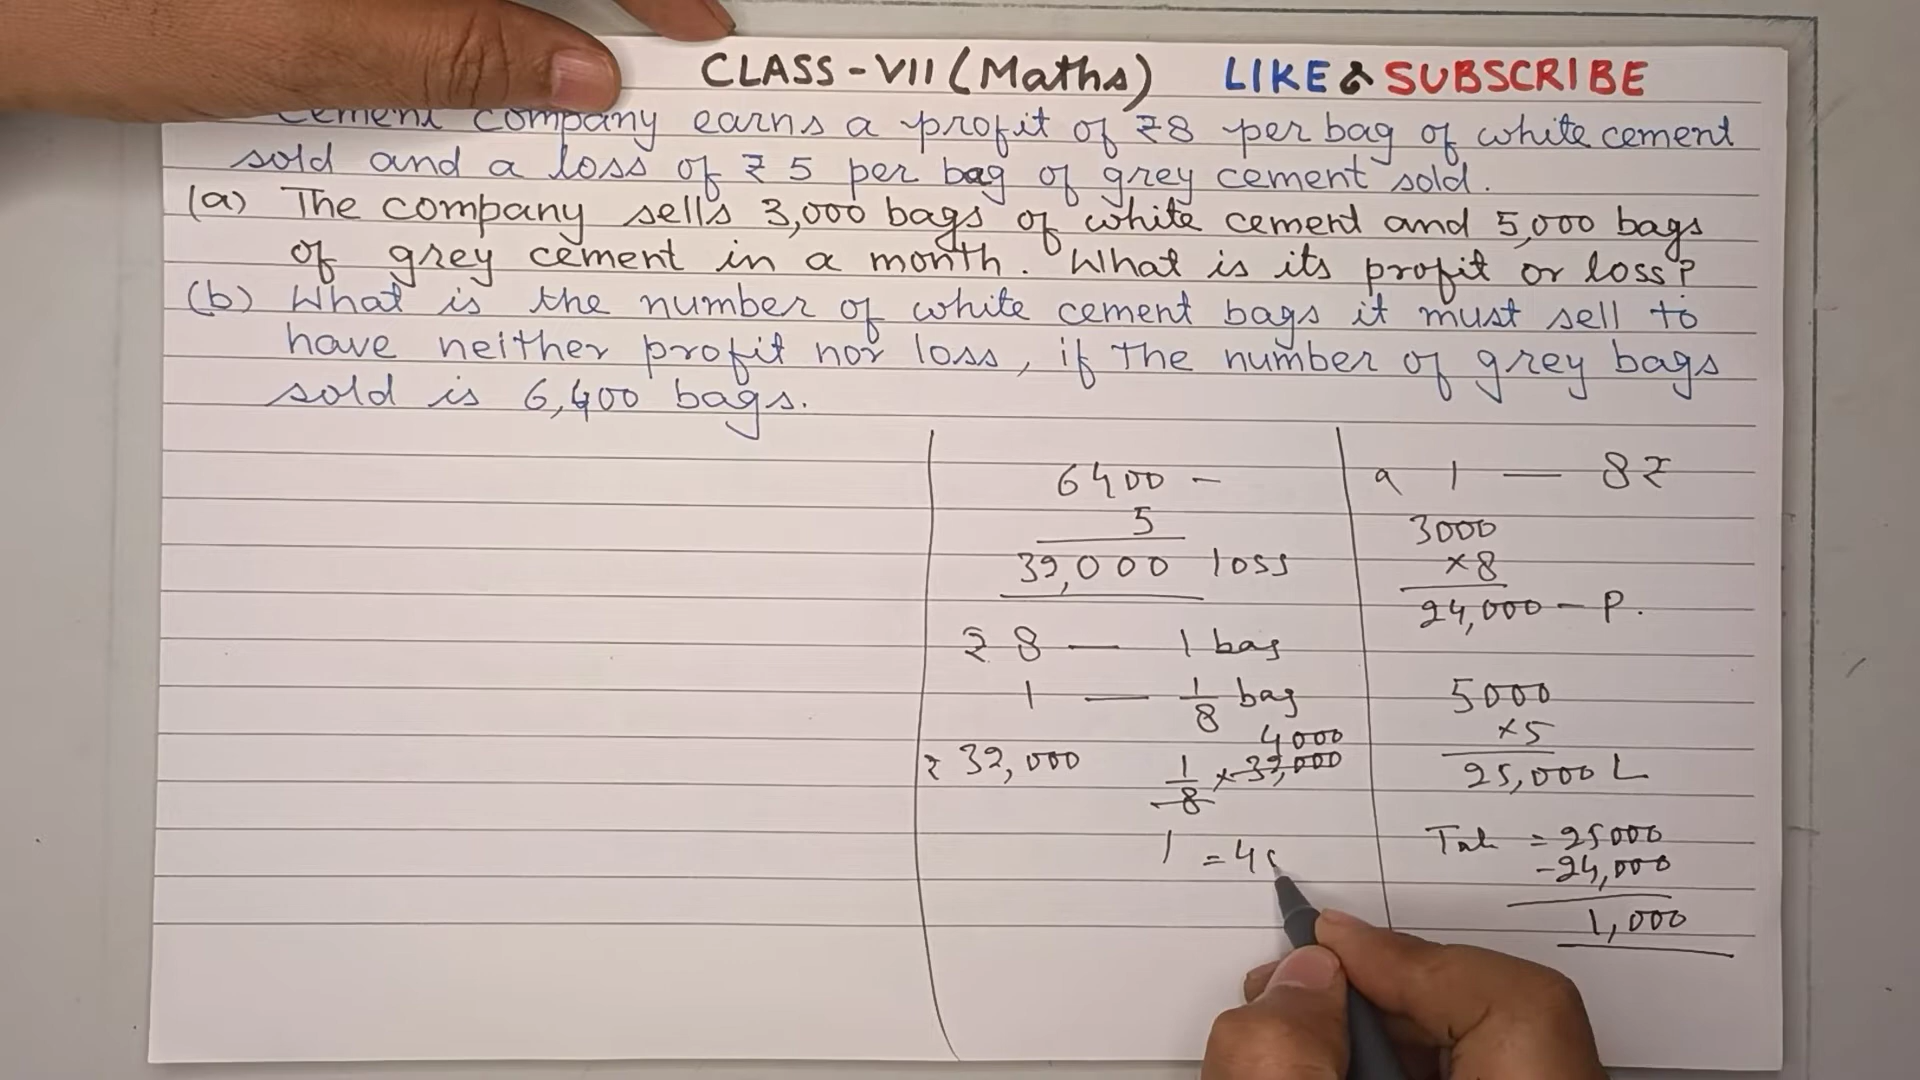 CLASS-VII (Maths) LIKE & SUBSCRIBE
cement company earns a profit of ₹8 per bag of white cement
sold and a loss of ₹5 per bag of grey cement sold.
(a) The company sells 3,000 bags of white cement and 5,000 bags
of grey cement in a month. What is its profit or loss?
(b) What is the number of white cement bags it must sell to
have neither profit nor loss, if the number of grey bags
sold is 6,400 bags.
6400 -
5
32,000 loss
₹ 8 — 1 bag
1 — 1/8 bag
4000
₹ 32,000 1/8 × 32,000
1 = 40
a 1 — 8₹
3000
×8
24,000 - P.
5000
×5
25,000 L
= 25000
-24,000
1,000